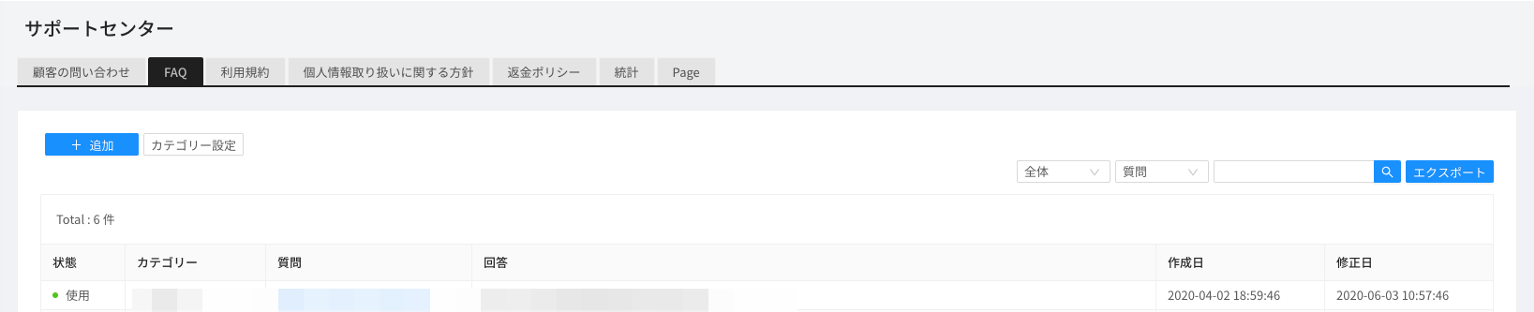 サポートセンター
顧客の問い合わせ FAQ 利用規約 個人情報取り扱いに関する方針 返金ポリシー 統計 Page
+ 追加 カテゴリー設定
全体 質問 エクスポート
Total : 6 件
状態 カテゴリー 質問 回答 作成日 修正日
使用 2020-04-02 18:59:46 2020-06-03 10:57:46